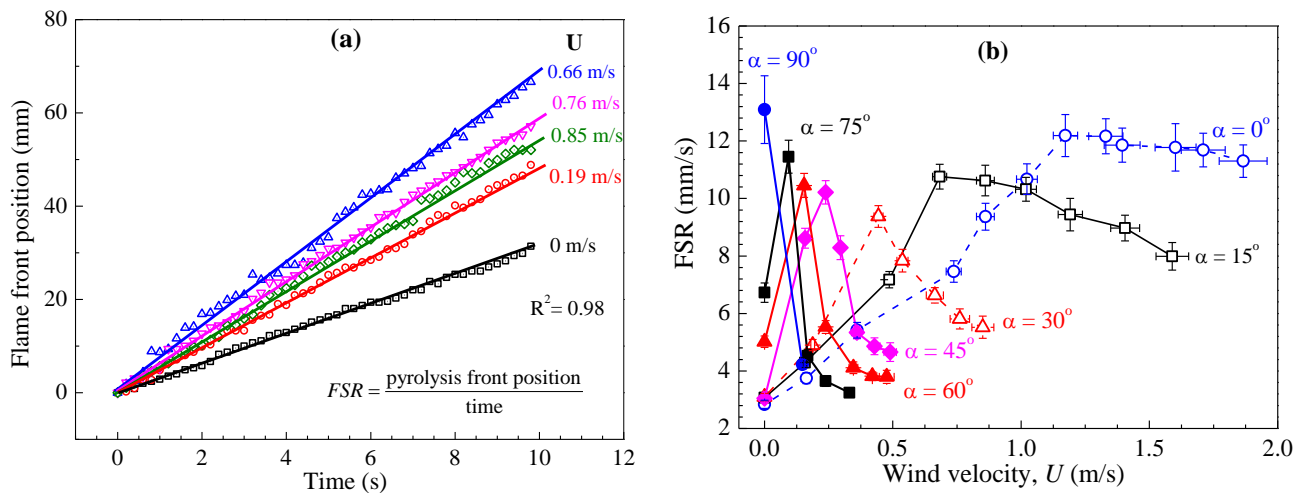 (a)
U
0.66 m/s
0.76 m/s
0.85 m/s
0.19 m/s
0 m/s
R² = 0.98
FSR = pyrolysis front position
time
Flame front position (mm)
80
60
40
20
0
0 2 4 6 8 10 12
Time (s)
(b)
α = 90°
α = 75°
α = 0°
α = 15°
α = 30°
α = 45°
α = 60°
FSR (mm/s)
16
14
12
10
8
6
4
2
0.0 0.5 1.0 1.5 2.0
Wind velocity, U (m/s)